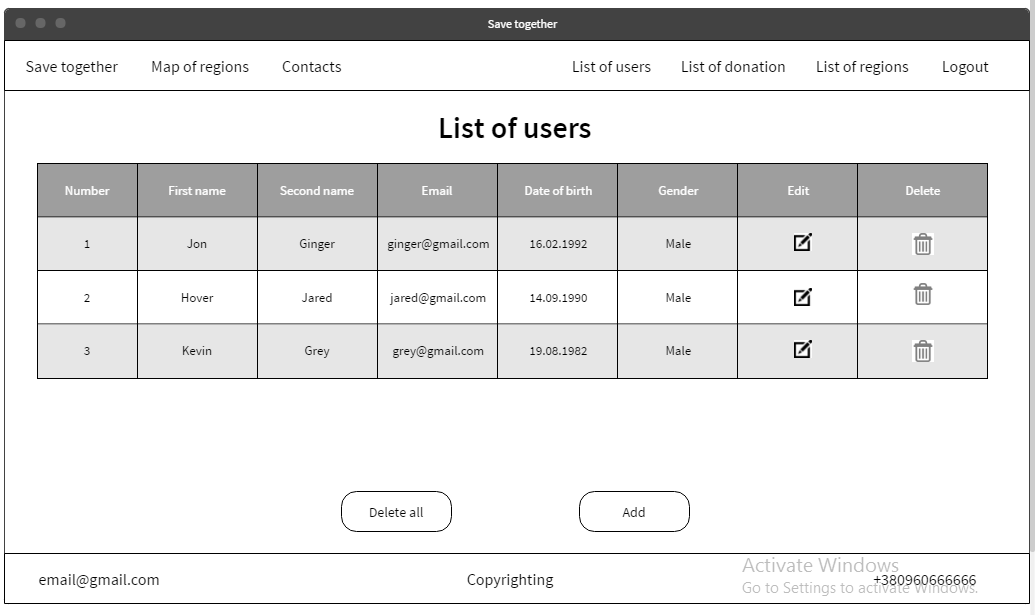 Save together
Save together Map of regions Contacts List of users List of donation List of regions Logout
List of users
Number First name Second name Email Date of birth Gender Edit Delete
1 Jon Ginger ginger@gmail.com 16.02.1992 Male
2 Hover Jared jared@gmail.com 14.09.1990 Male
3 Kevin Grey grey@gmail.com 19.08.1982 Male
Delete all Add
Activate Windows
email@gmail.com Copyrighting +380960666666
Go to Settings to activate Windows.